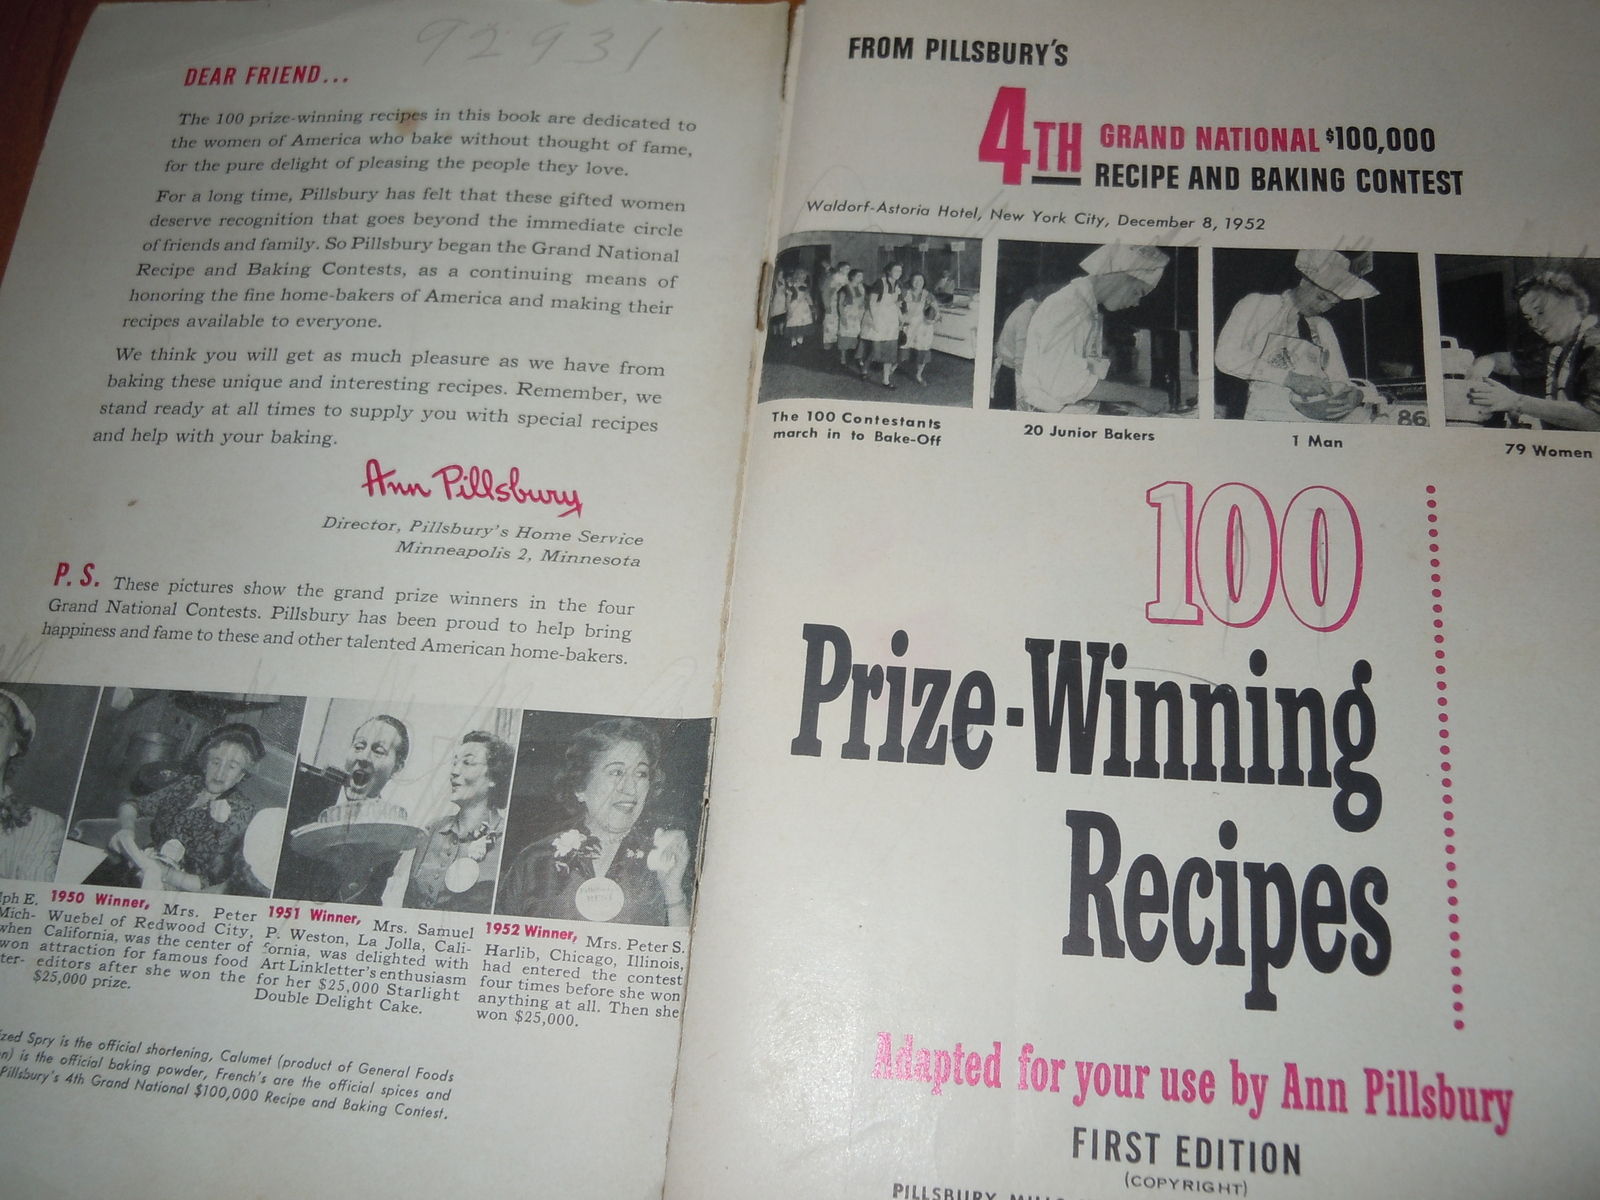 92931
DEAR FRIEND...
The 100 prize-winning recipes in this book are dedicated to
the women of America who bake without thought of fame,
for the pure delight of pleasing the people they love.
For a long time, Pillsbury has felt that these gifted women
deserve recognition that goes beyond the immediate circle
of friends and family. So Pillsbury began the Grand National
Recipe and Baking Contests, as a continuing means of
honoring the fine home-bakers of America and making their
recipes available to everyone.
We think you will get as much pleasure as we have from
baking these unique and interesting recipes. Remember, we
stand ready at all times to supply you with special recipes
and help with your baking.
Ann Pillsbury
Director, Pillsbury's Home Service
Minneapolis 2, Minnesota
P. S. These pictures show the grand prize winners in the four
Grand National Contests. Pillsbury has been proud to help bring
happiness and fame to these and other talented American home-bakers.
lph E.
Mich-
when
won
ter-
1950 Winner, Mrs. Peter
Wuebel of Redwood City,
California, was the center of
attraction for famous food
editors after she won the
$25,000 prize.
1951 Winner, Mrs. Samuel
P. Weston, La Jolla, Cali-
fornia, was delighted with
Art Linkletter's enthusiasm
for her $25,000 Starlight
Double Delight Cake.
1952 Winner, Mrs. Peter S.
Harlib, Chicago, Illinois,
had entered the contest
four times before she won
anything at all. Then she
won $25,000.
zed Spry is the official shortening, Calumet (product of General Foods
n) is the official baking powder, French's are the official spices and
Pillsbury's 4th Grand National $100,000 Recipe and Baking Contest.
FROM PILLSBURY'S
4TH GRAND NATIONAL $100,000
RECIPE AND BAKING CONTEST
Waldorf-Astoria Hotel, New York City, December 8, 1952
86
The 100 Contestants
march in to Bake-Off
20 Junior Bakers
1 Man
79 Women
100
Prize-Winning
Recipes
Adapted for your use by Ann Pillsbury
FIRST EDITION
(COPYRIGHT)
PILLSBURY